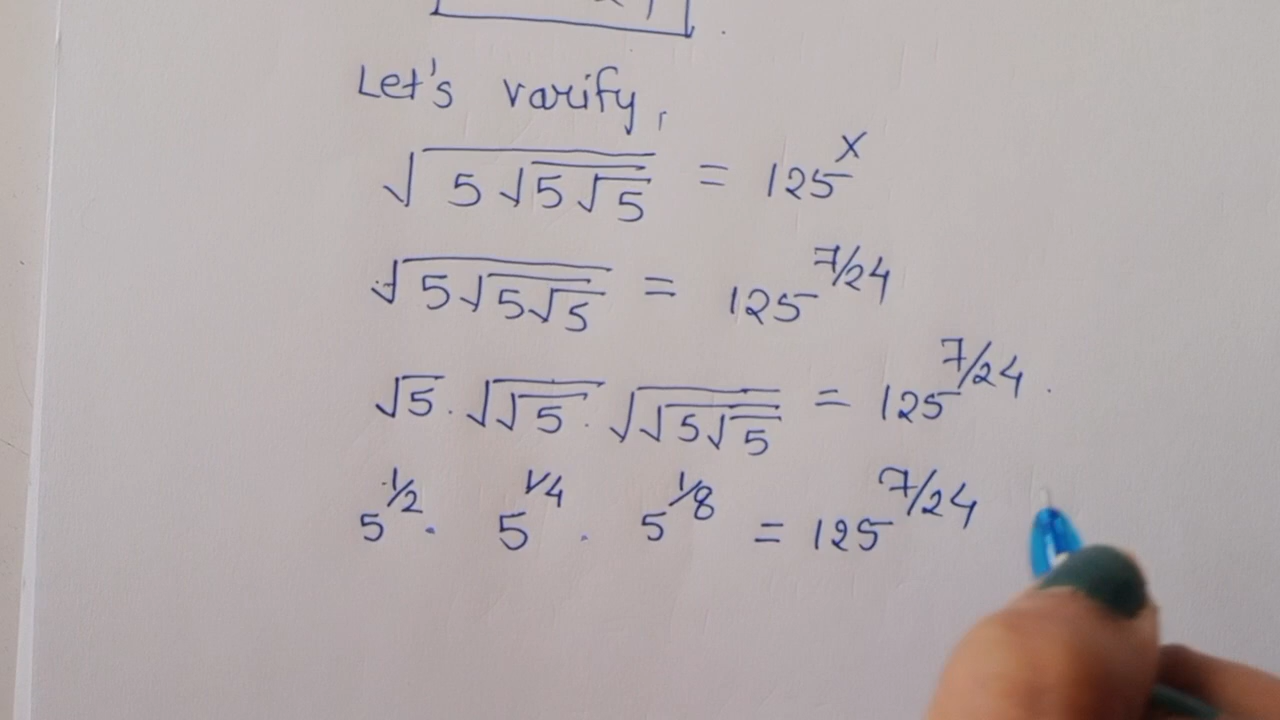 Let's varify,
√(5√(5√5)) = 125^x
√(5√(5√5)) = 125^7/24
√5 . √(√5) . √(√(5√5)) = 125^7/24 .
5^1/2 . 5^1/4 . 5^1/8 = 125^7/24